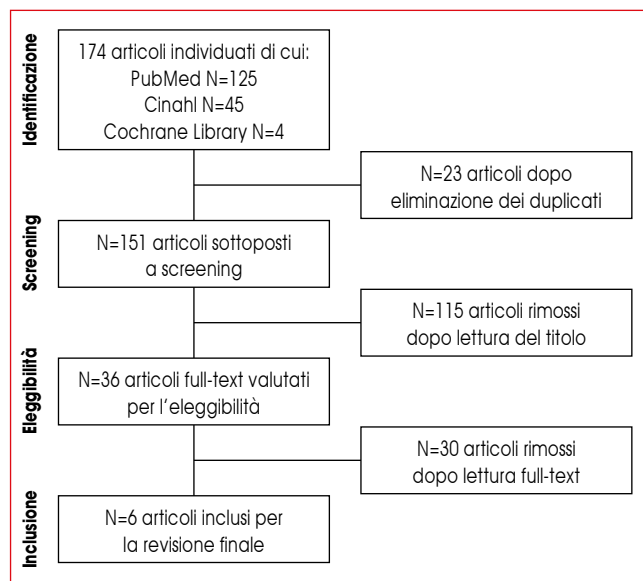 Identificazione
174 articoli individuati di cui:
PubMed N=125
Cinahl N=45
Cochrane Library N=4
N=23 articoli dopo
eliminazione dei duplicati
Screening
N=151 articoli sottoposti
a screening
N=115 articoli rimossi
dopo lettura del titolo
Eleggibilità
N=36 articoli full-text valutati
per l'eleggibilità
N=30 articoli rimossi
dopo lettura full-text
Inclusione
N=6 articoli inclusi per
la revisione finale